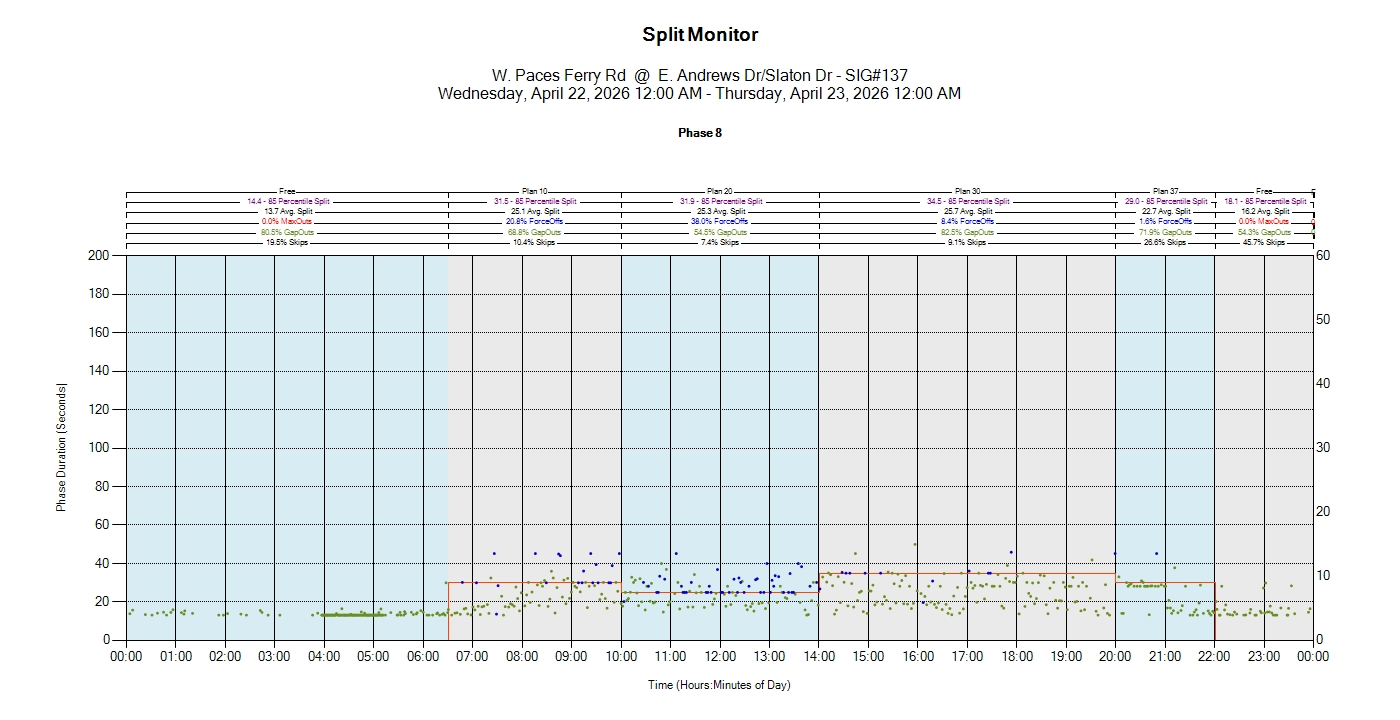 Split Monitor
W. Paces Ferry Rd @ E. Andrews Dr/Slaton Dr - SIG#137
Wednesday, April 22, 2026 12:00 AM - Thursday, April 23, 2026 12:00 AM
Phase 8
Free Plan 10 Plan 20 Plan 30 Plan 37 Free
14.4 - 85 Percentile Split 31.5 - 85 Percentile Split 31.9 - 85 Percentile Split 34.5 - 85 Percentile Split 29.0 - 85 Percentile Split 18.1 - 85 Percentile Split
13.7 Avg. Split 25.1 Avg. Split 25.3 Avg. Split 25.7 Avg. Split 22.7 Avg. Split 16.2 Avg. Split
0.0% MaxOuts 20.8% ForceOffs 38.0% ForceOffs 8.4% ForceOffs 1.6% ForceOffs 0.0% MaxOuts
80.5% GapOuts 68.8% GapOuts 54.5% GapOuts 82.5% GapOuts 71.9% GapOuts 54.3% GapOuts
19.5% Skips 10.4% Skips 7.4% Skips 9.1% Skips 26.6% Skips 45.7% Skips
200 60
180
50
160
140
40
120
Phase Duration (Seconds)
100 30
80
20
60
40
10
20
0 0
00:00 01:00 02:00 03:00 04:00 05:00 06:00 07:00 08:00 09:00 10:00 11:00 12:00 13:00 14:00 15:00 16:00 17:00 18:00 19:00 20:00 21:00 22:00 23:00 00:00
Time (Hours:Minutes of Day)